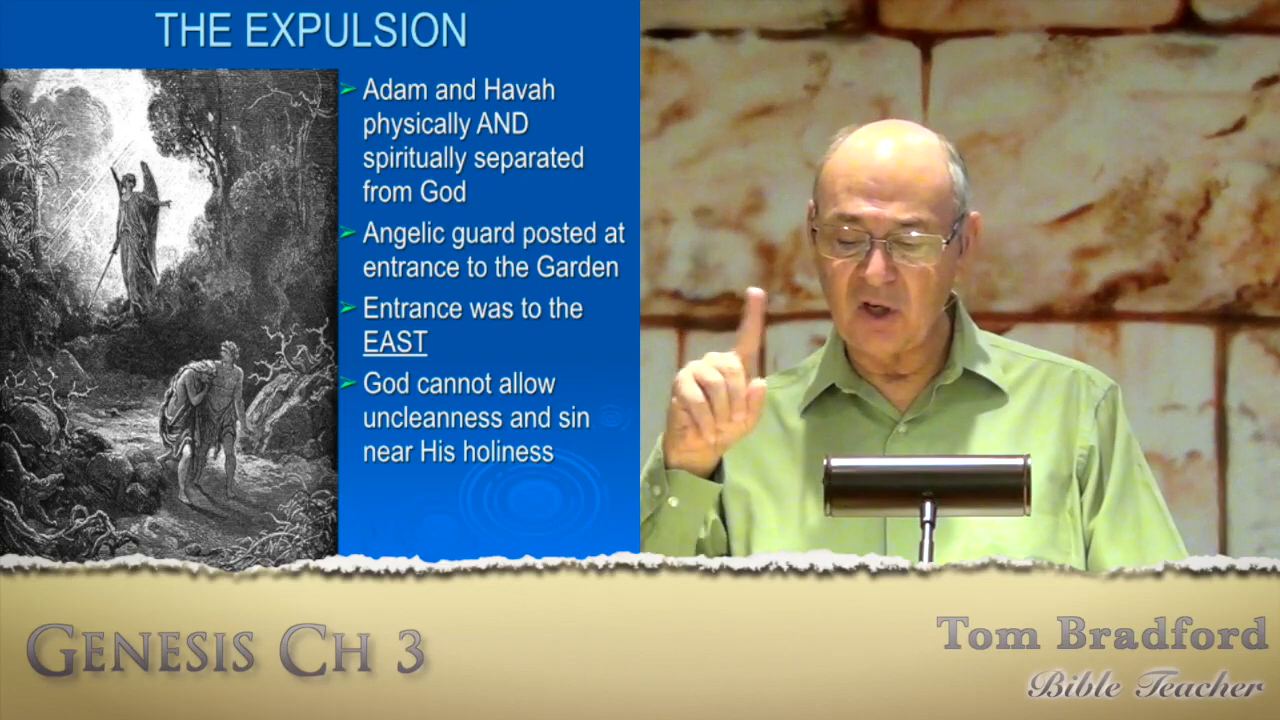 THE EXPULSION
Adam and Havah
physically AND
spiritually separated
from God
Angelic guard posted at
entrance to the Garden
Entrance was to the
EAST
God cannot allow
uncleanness and sin
near His holiness
Genesis Ch 3
Tom Bradford
Bible Teacher